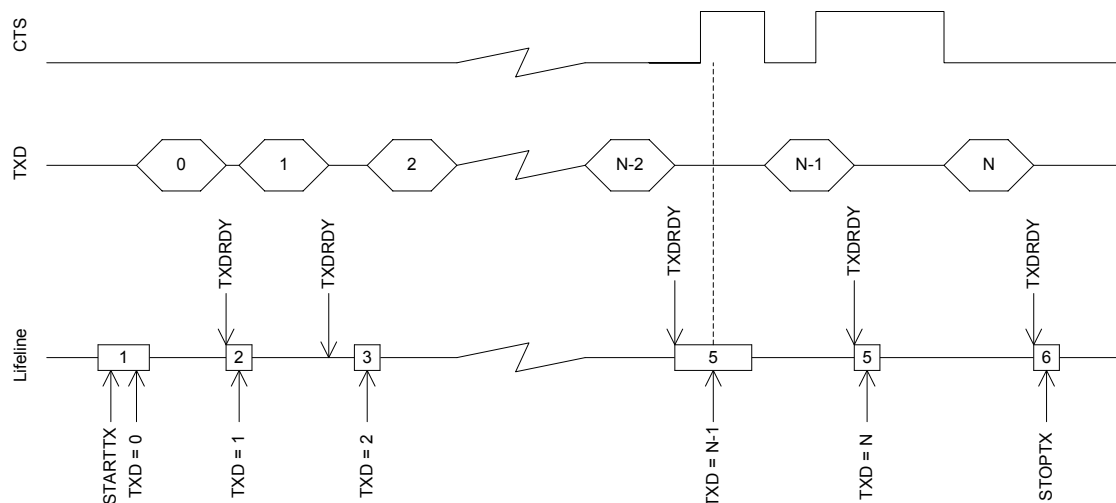 CTS
TXD
0
1
2
N-2
N-1
N
TXDRDY
TXDRDY
TXDRDY
TXDRDY
TXDRDY
Lifeline
1
2
3
5
5
6
STARTTX
TXD = 0
TXD = 1
TXD = 2
TXD = N-1
TXD = N
STOPTX